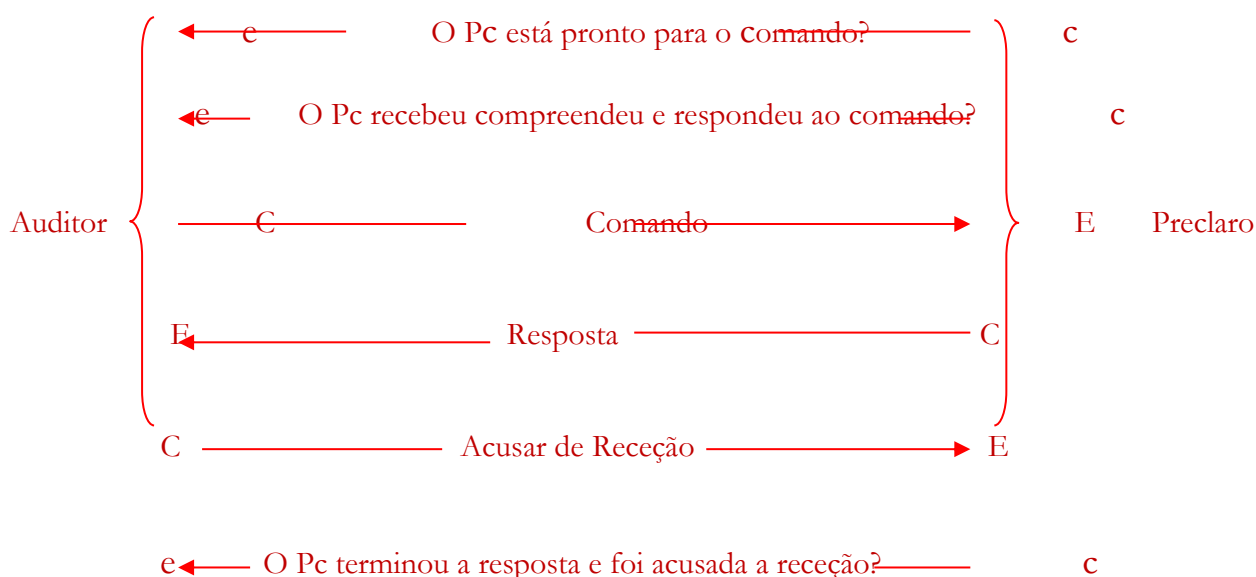 e O Pc está pronto para o comando? c
e O Pc recebeu compreendeu e respondeu ao comando? c
Auditor C Comando E Preclaro
E Resposta C
C Acusar de Receção E
e O Pc terminou a resposta e foi acusada a receção? c